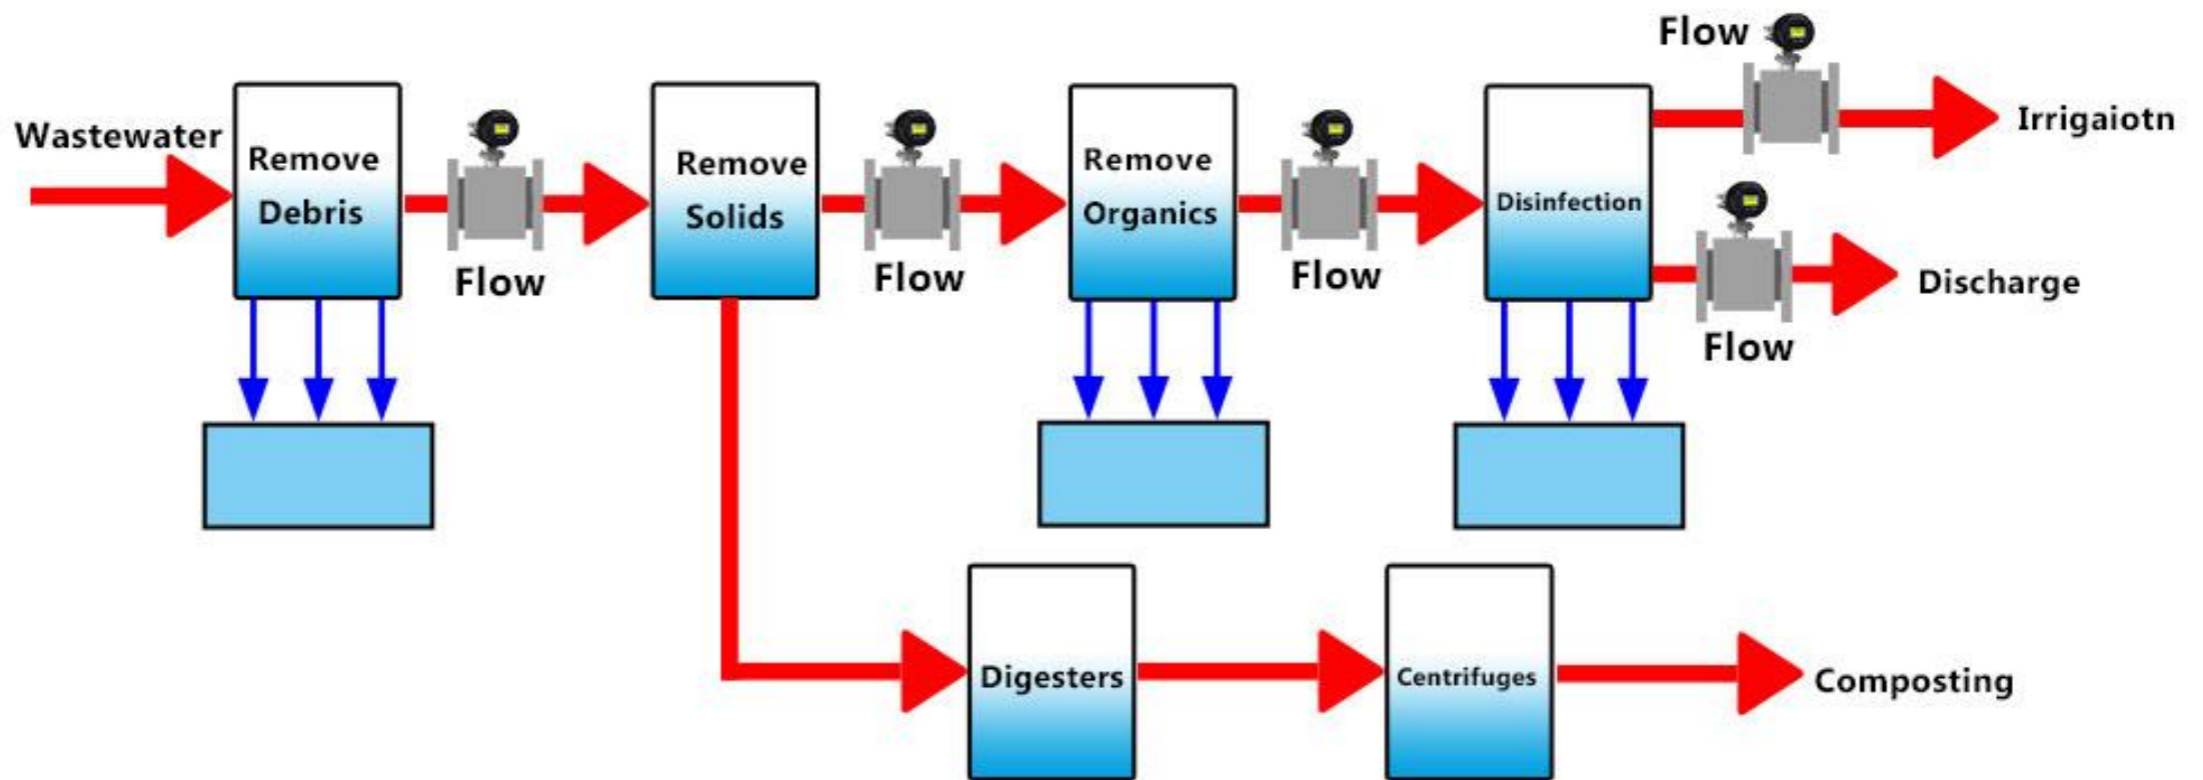 Wastewater
Remove
Debris
Flow
Remove
Solids
Flow
Remove
Organics
Flow
Disinfection
Flow
Irrigaiotn
Flow
Discharge
Digesters
Centrifuges
Composting